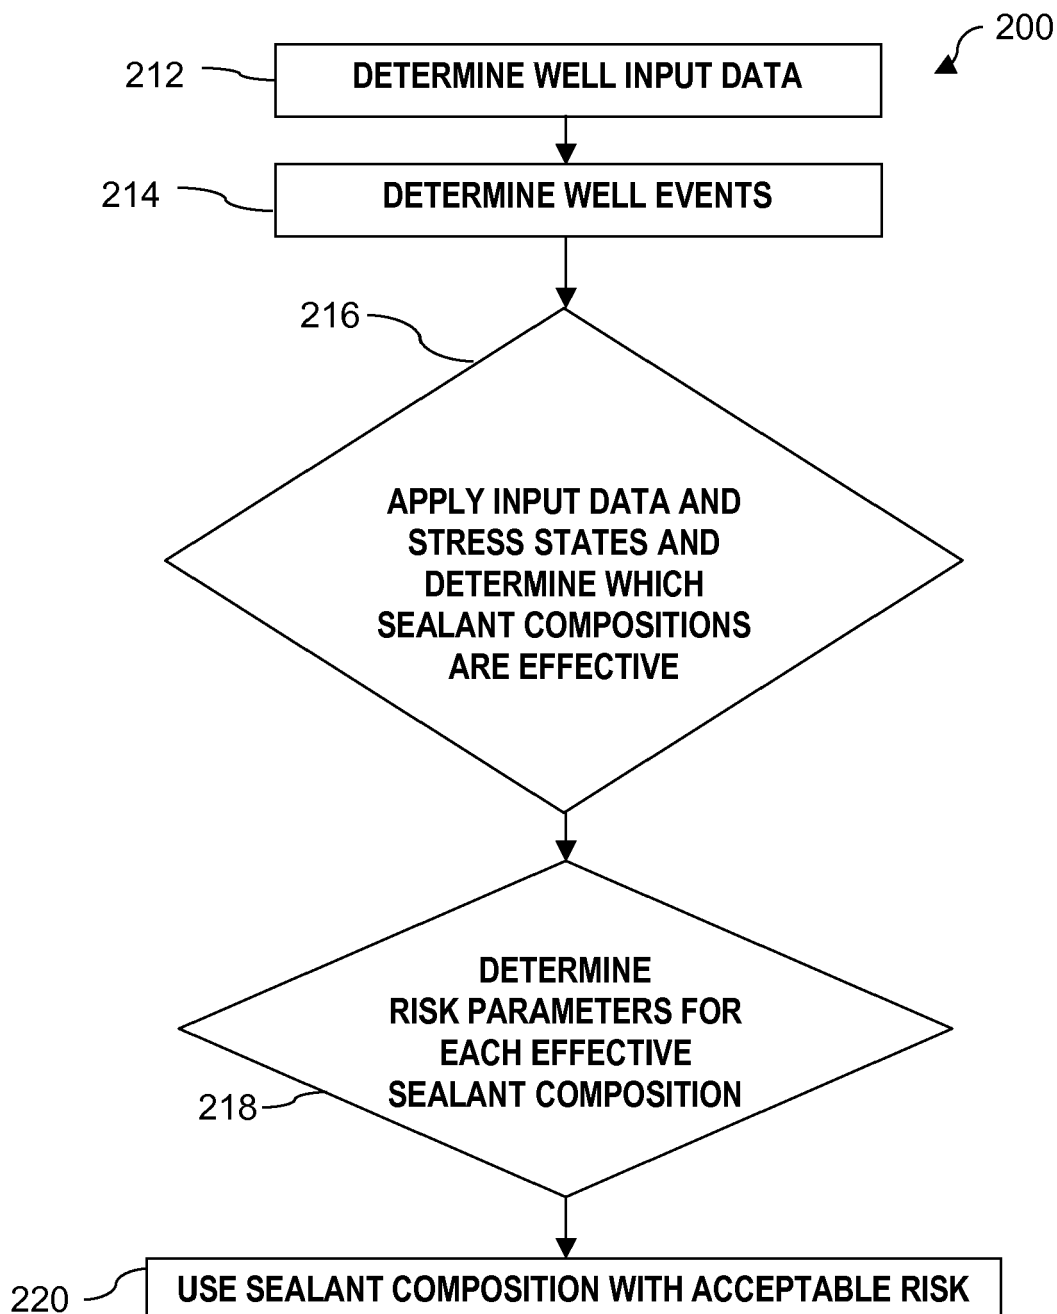 200
212
DETERMINE WELL INPUT DATA
214
DETERMINE WELL EVENTS
216
APPLY INPUT DATA AND
STRESS STATES AND
DETERMINE WHICH
SEALANT COMPOSITIONS
ARE EFFECTIVE
DETERMINE
RISK PARAMETERS FOR
EACH EFFECTIVE
SEALANT COMPOSITION
218
220
USE SEALANT COMPOSITION WITH ACCEPTABLE RISK